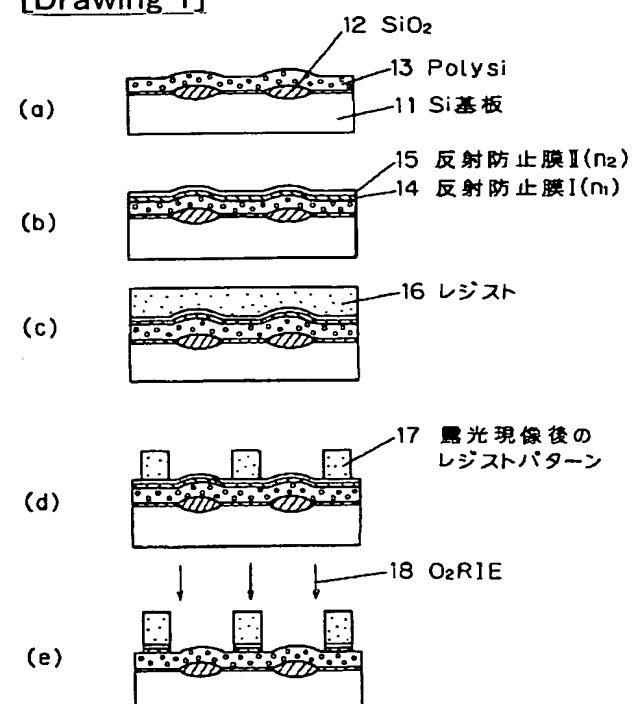 [Drawing 1]
12 SiO₂
13 Polysi
(a)
11 Si基板
15 反射防止膜Ⅱ(n₂)
14 反射防止膜Ⅰ(n₁)
(b)
16 レジスト
(c)
17 露光現像後の
レジストパターン
(d)
18 O₂RIE
(e)